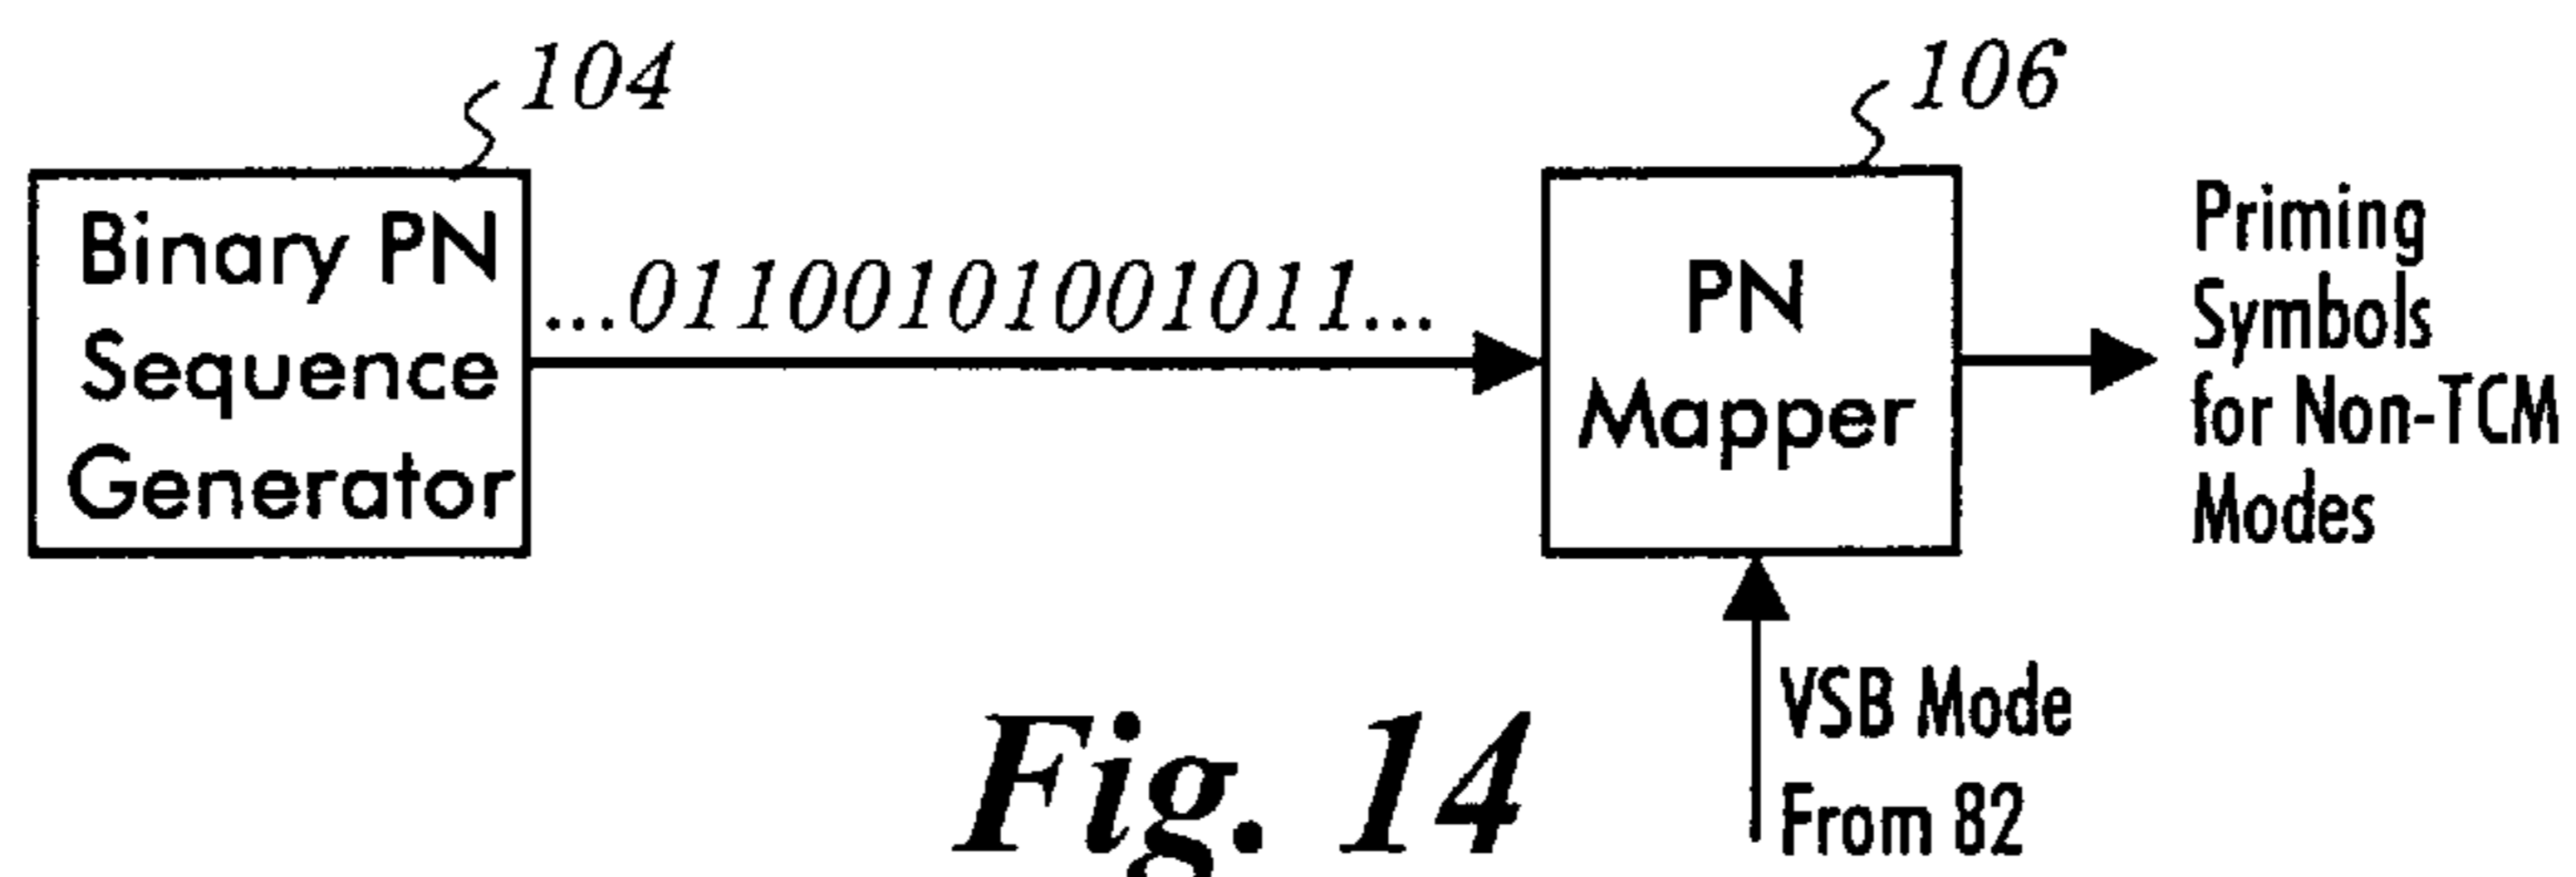 104
106
Binary PN
Sequence
Generator
...01100101001011...
PN
Mapper
Priming
Symbols
for Non-TCM
Modes
VSB Mode
From 82
Fig. 14